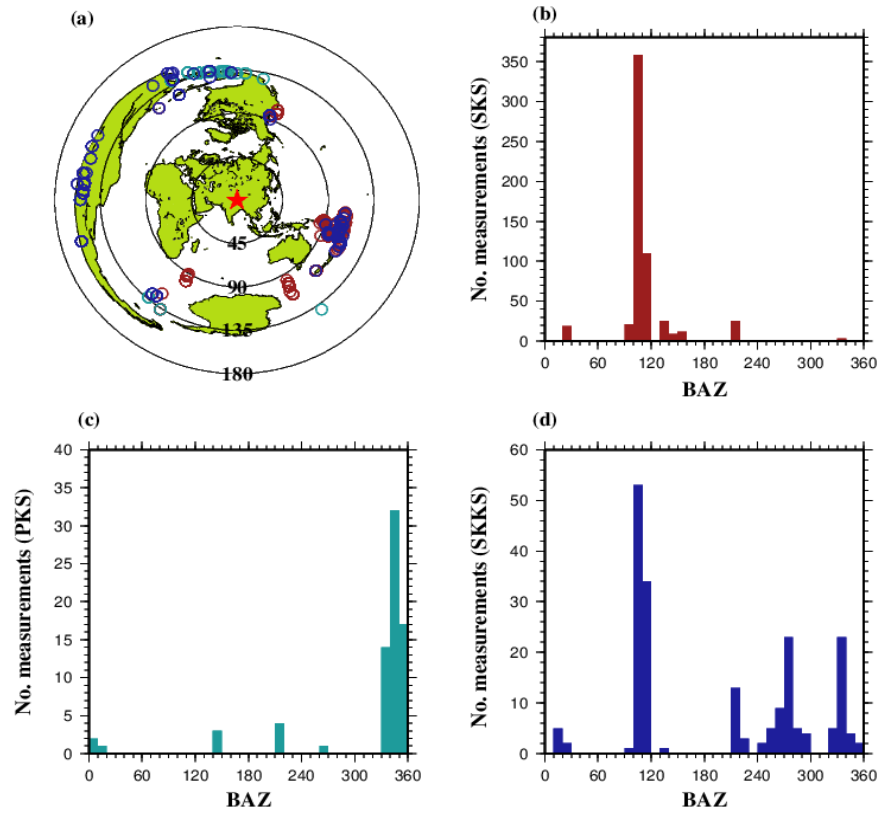 (a)
45
90
135
180
(b)
No. measurements (SKS)
350
300
250
200
150
100
50
0
0 60 120 180 240 300 360
BAZ
(c)
No. measurements (PKS)
40
35
30
25
20
15
10
5
0
0 60 120 180 240 300 360
BAZ
(d)
No. measurements (SKKS)
60
50
40
30
20
10
0
0 60 120 180 240 300 360
BAZ